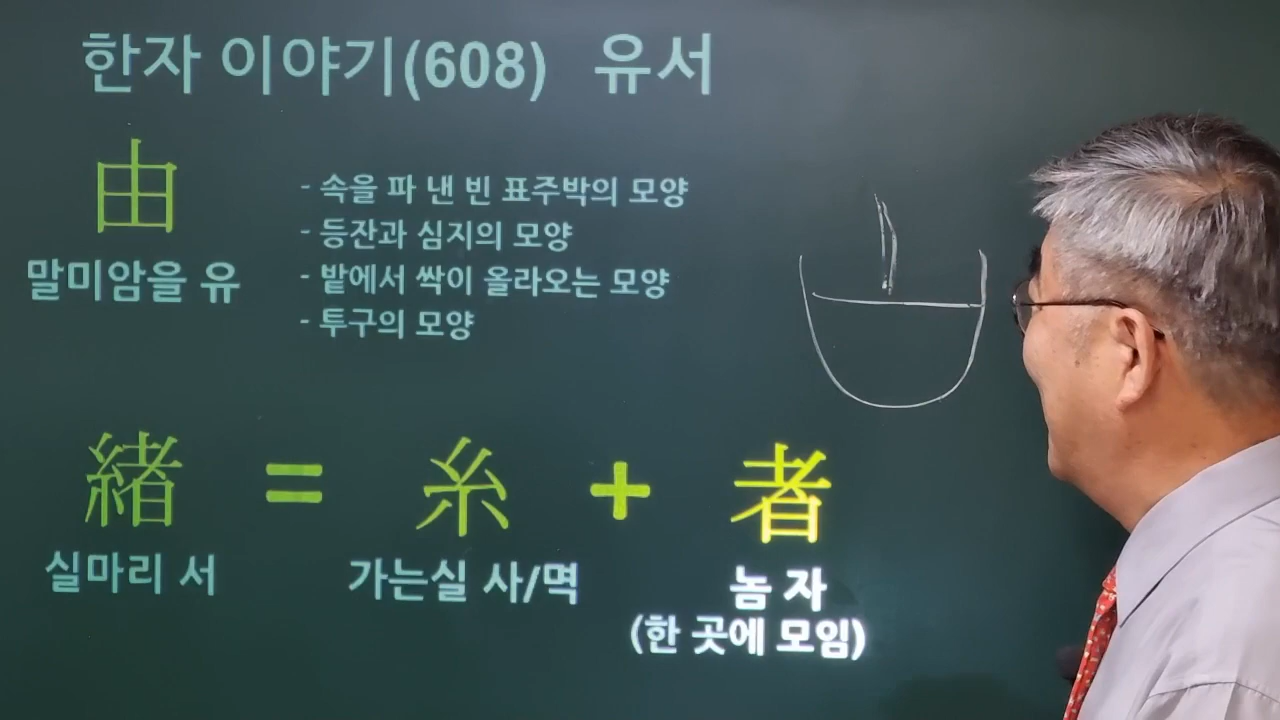 한자 이야기(608) 유서
由
말미암을 유
- 속을 파 낸 빈 표주박의 모양
- 등잔과 심지의 모양
- 밭에서 싹이 올라오는 모양
- 투구의 모양
緖 = 糸 + 者
실마리 서
가는실 사/멱
놈 자
(한 곳에 모임)